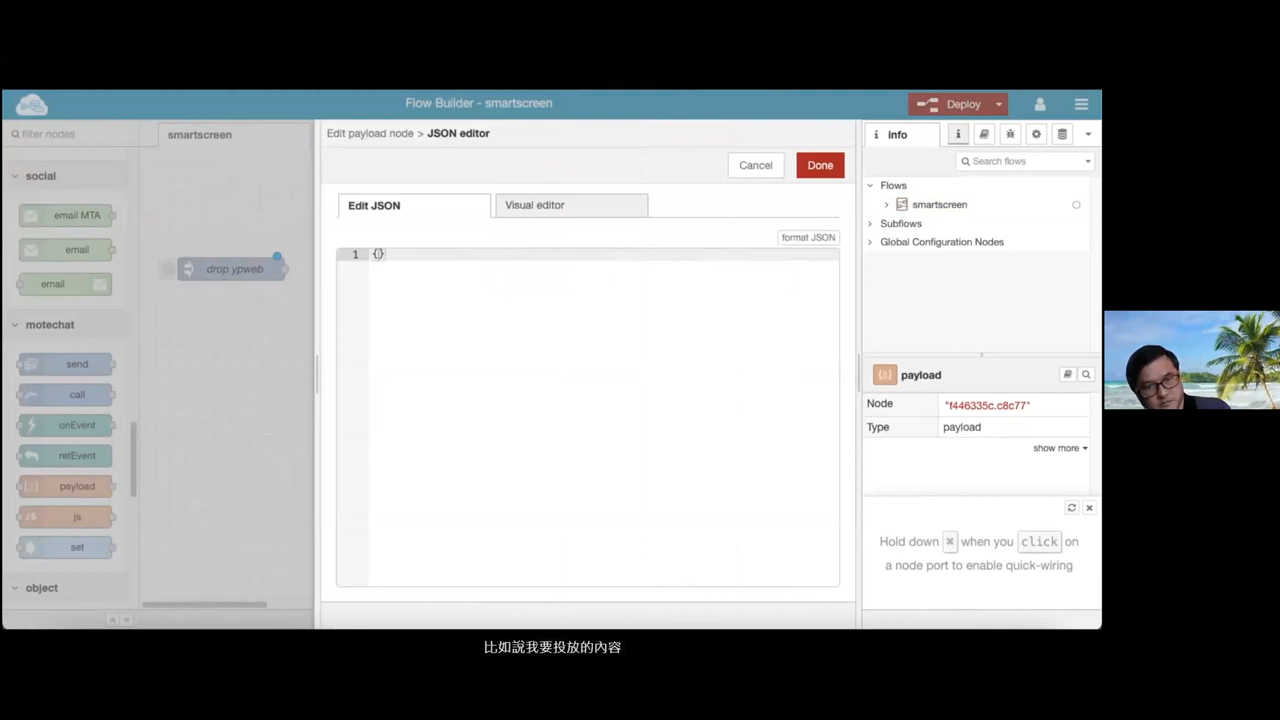 Flow Builder - smartscreen
Deploy
filter nodes
smartscreen
Edit payload node > JSON editor
info
Cancel
Done
Search flows
social
Flows
email MTA
Edit JSON
Visual editor
smartscreen
Subflows
format JSON
email
Global Configuration Nodes
1 {}
drop ypweb
email
motechat
send
payload
call
Node "f446335c.c8c77"
onEvent
Type payload
retEvent
show more
payload
js
Hold down ⌘ when you click on
set
a node port to enable quick-wiring
object
比如說我要投放的內容